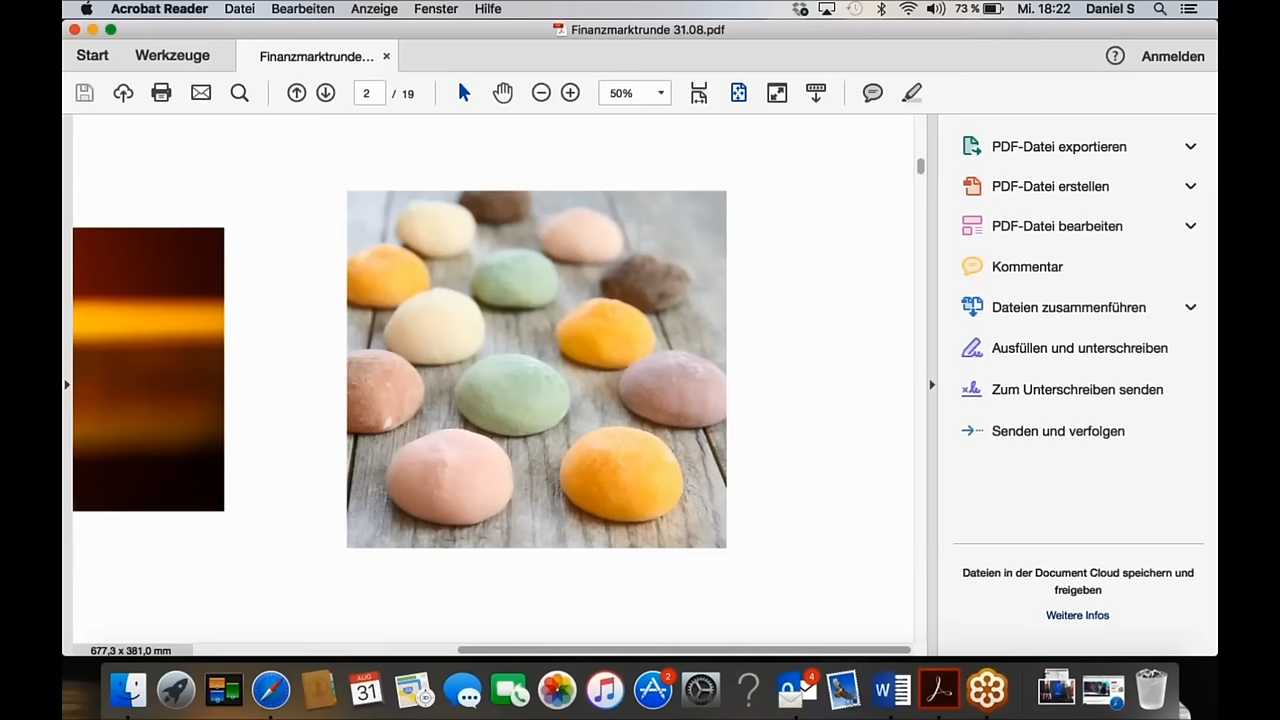 Acrobat Reader Datei Bearbeiten Anzeige Fenster Hilfe 73 % Mi. 18:22 Daniel S
Finanzmarktrunde 31.08.pdf
Start Werkzeuge Finanzmarktrunde... × ? Anmelden
2 / 19 50%
PDF-Datei exportieren
PDF-Datei erstellen
PDF-Datei bearbeiten
Kommentar
Dateien zusammenführen
Ausfüllen und unterschreiben
Zum Unterschreiben senden
Senden und verfolgen
Dateien in der Document Cloud speichern und
freigeben
Weitere Infos
677,3 x 381,0 mm
AUG
31
2
?
4
W